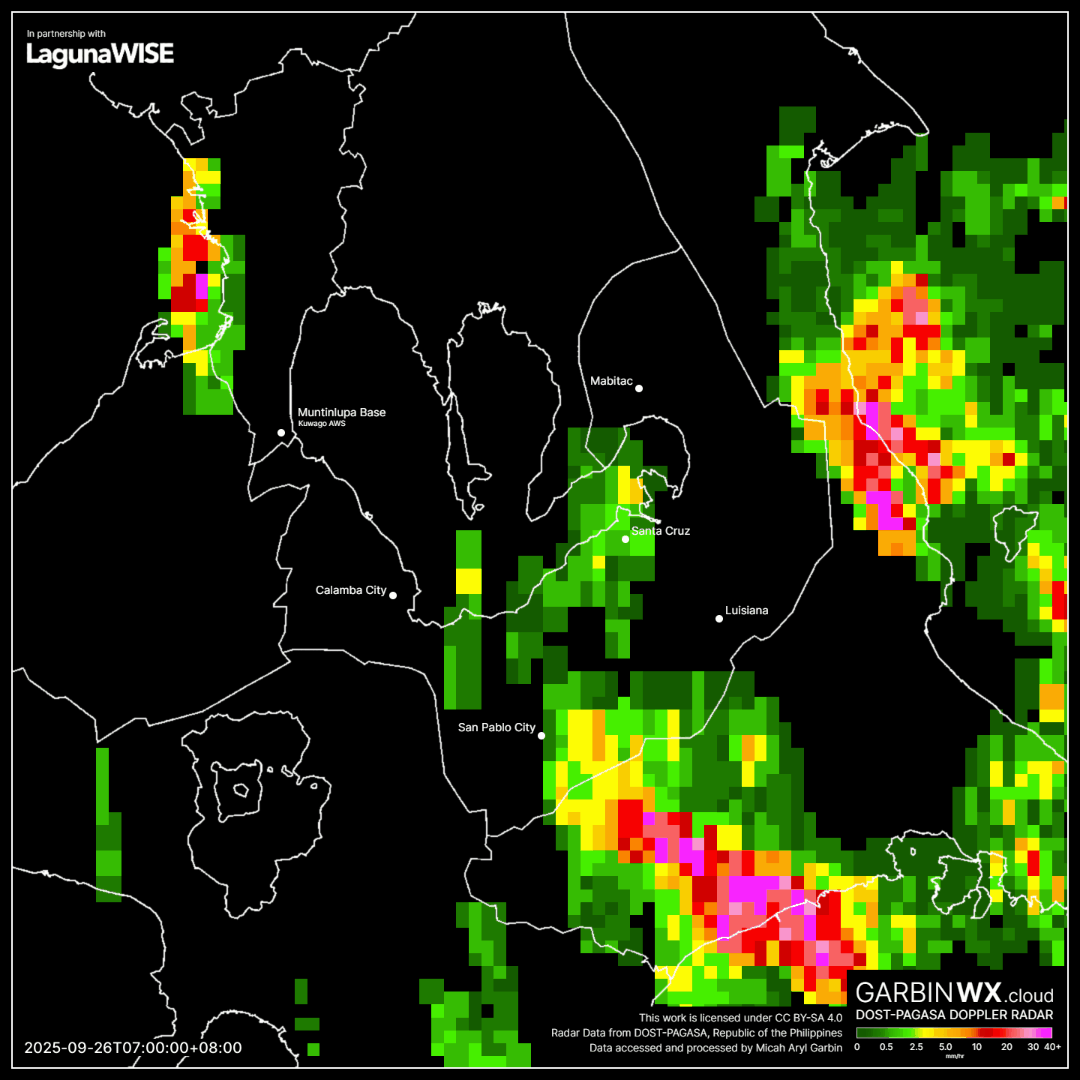 In partnership with
LagunaWISE
Mabitac
Muntinlupa Base
Kuwago AWS
Santa Cruz
Calamba City
Luisiana
San Pablo City
GARBINWX.cloud
DOST-PAGASA DOPPLER RADAR
This work is licensed under CC BY-SA 4.0
Radar Data from DOST-PAGASA, Republic of the Philippines
Data accessed and processed by Micah Aryl Garbin
0 0.5 2.5 5.0 10 20 30 40+
mm/hr
2025-09-26T07:00:00+08:00